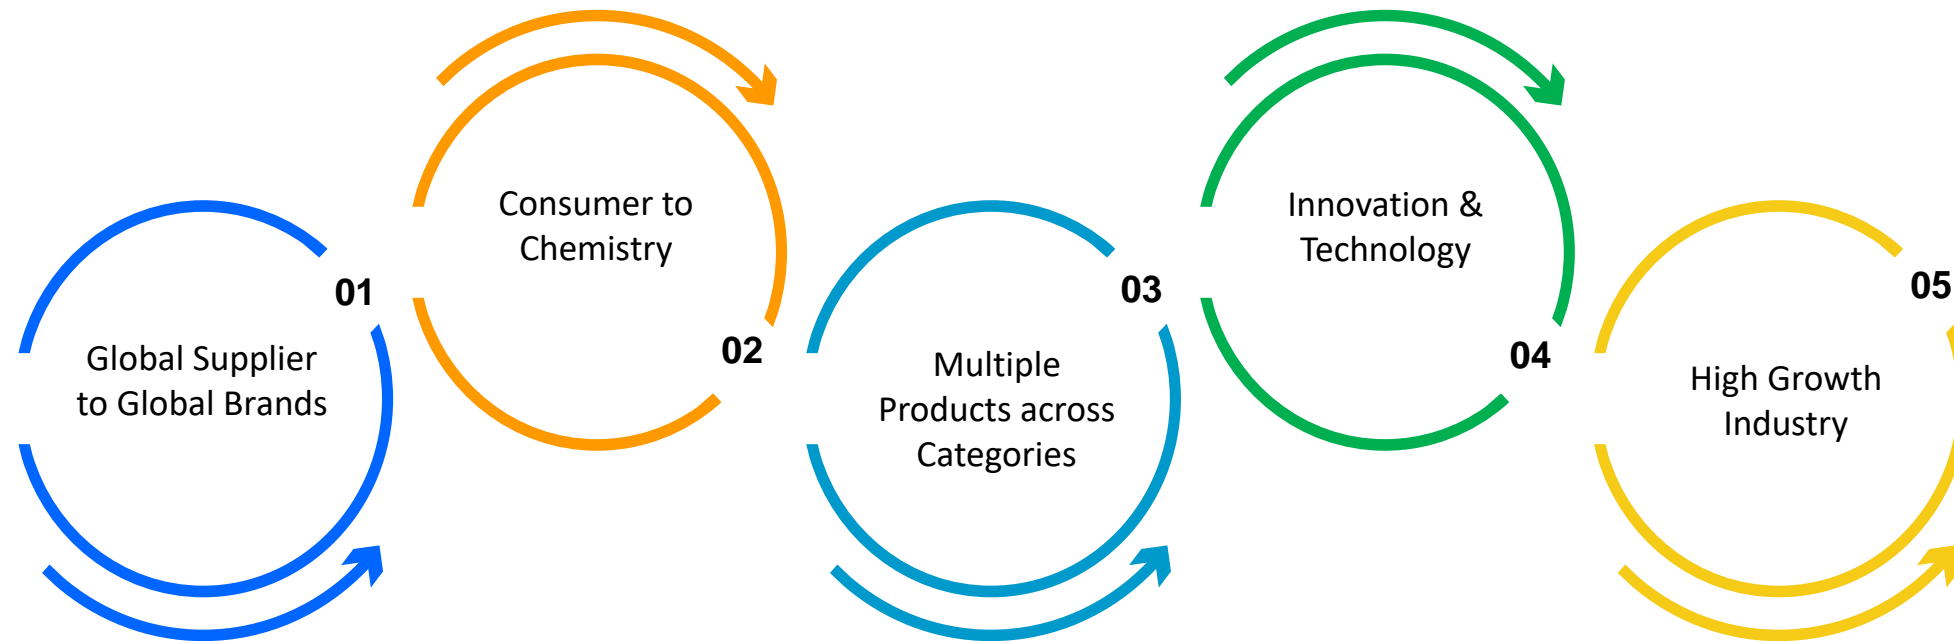 01
Global Supplier
to Global Brands
Consumer to
Chemistry
02
03
Multiple
Products across
Categories
Innovation &
Technology
04
05
High Growth
Industry